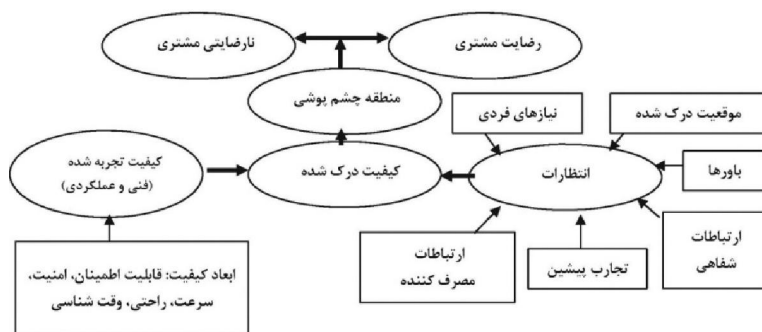 رضایت مشتری
نارضایتی مشتری
منطقه چشم پوشی
موقعیت درک شده
نیازهای فردی
کیفیت تجربه شده
(فنی و عملکردی)
کیفیت درک شده
انتظارات
باورها
ارتباطات
شفاهی
تجارب پیشین
ارتباطات
مصرف کننده
ابعاد کیفیت: قابلیت اطمینان، امنیت،
سرعت، راحتی، وقت شناسی